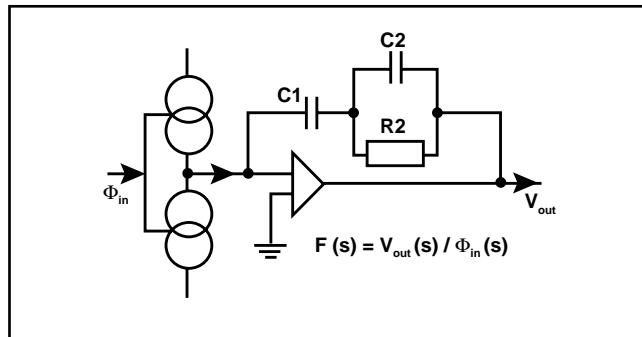 C2
C1
R2
Φin
Vout
F (s) = Vout (s) / Φin (s)